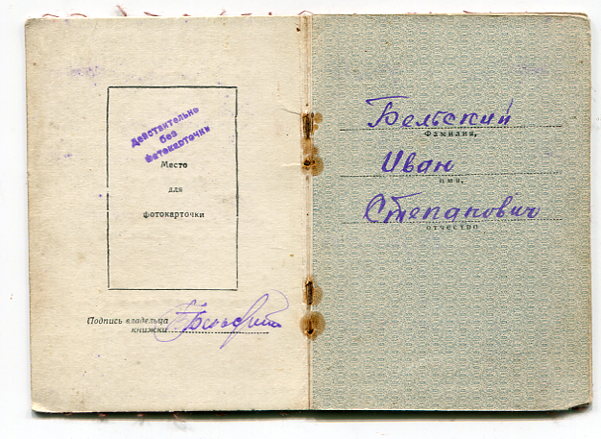 Действительно
без
фотокарточки
Место
для
фотокарточки
Подпись владельца
книжки
Бельский
Фамилия,
Иван
имя,
Степанович
отчество